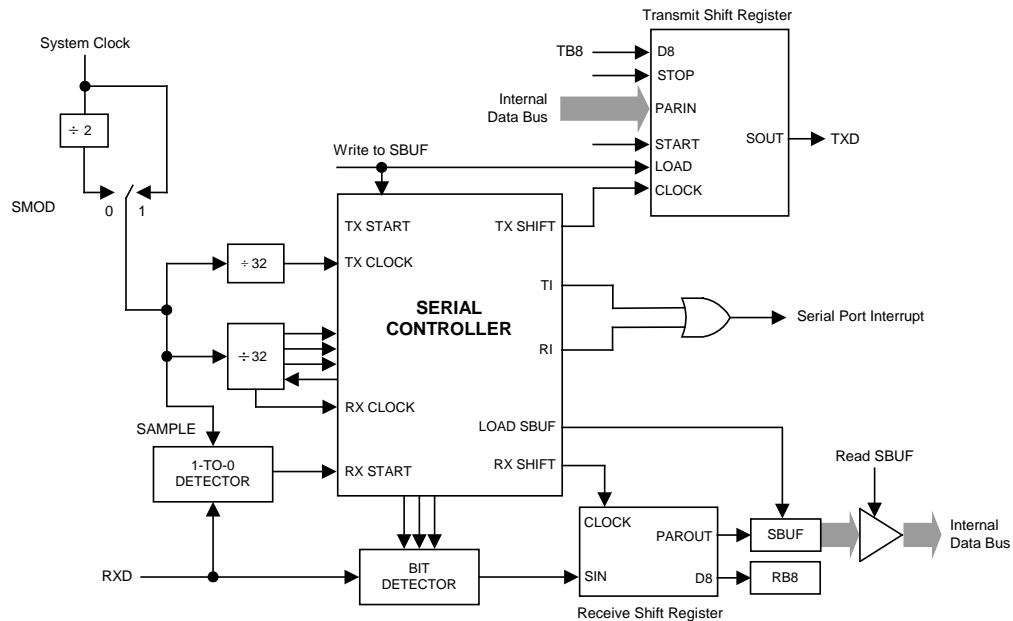 Transmit Shift Register
System Clock
TB8
D8
STOP
Internal
Data Bus
PARIN
÷ 2
START
SOUT
TXD
Write to SBUF
LOAD
CLOCK
SMOD
0
1
TX START
TX SHIFT
÷ 32
TX CLOCK
TI
SERIAL
CONTROLLER
Serial Port Interrupt
÷ 32
RI
RX CLOCK
SAMPLE
LOAD SBUF
1-TO-0
DETECTOR
RX START
RX SHIFT
Read SBUF
CLOCK
PAROUT
SBUF
Internal
Data Bus
RXD
BIT
DETECTOR
SIN
D8
RB8
Receive Shift Register